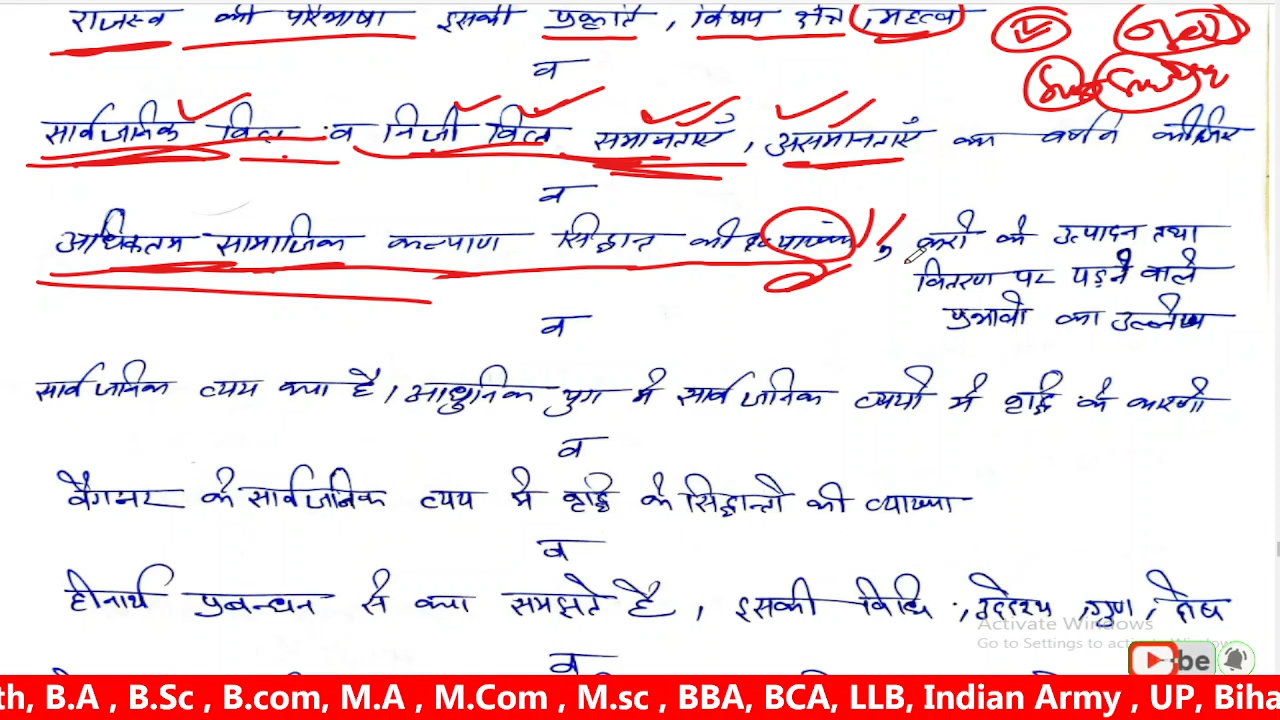 राजस्व की परिभाषा इसकी प्रकृति, विषय क्षेत्र, महत्व
व
सार्वजनिक वित्त व निजी वित्त समानताएँ, असमानताएँ का वर्णन कीजिए
व
अधिकतम सामाजिक कल्याण सिद्धान्त की व्याख्या, करों के उत्पादन तथा
वितरण पर पड़ने वाले
प्रभावों का उल्लेख
व
सार्वजनिक व्यय क्या है, आधुनिक युग में सार्वजनिक व्ययों में वृद्धि के कारणों
व
वैगनर के सार्वजनिक व्यय में वृद्धि के सिद्धान्तों की व्याख्या
व
हीनार्थ प्रबन्धन से क्या समझते है, इसकी विधि, उद्देश्य, गुण, दोष
Activate Windows
Go to Settings to activate Windows.
व
be
th, B.A , B.Sc , B.com, M.A , M.Com , M.sc , BBA, BCA, LLB, Indian Army , UP, Biha